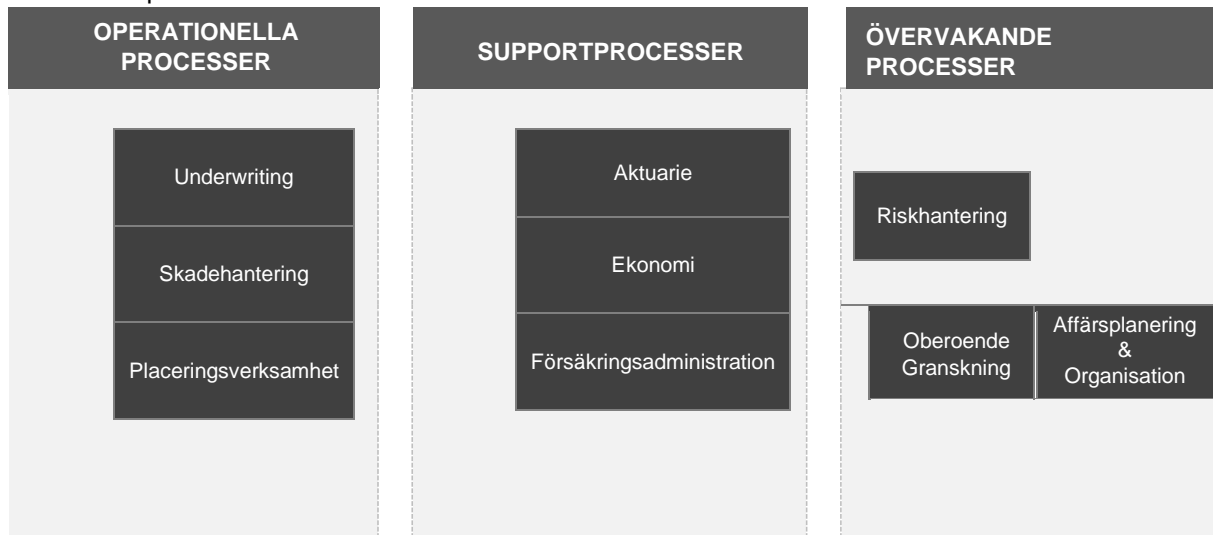 OPERATIONELLA
PROCESSER
Underwriting
Skadehantering
Placeringsverksamhet
SUPPORTPROCESSER
Aktuarie
Ekonomi
Försäkringsadministration
ÖVERVAKANDE
PROCESSER
Riskhantering
Oberoende
Granskning
Affärsplanering
&
Organisation